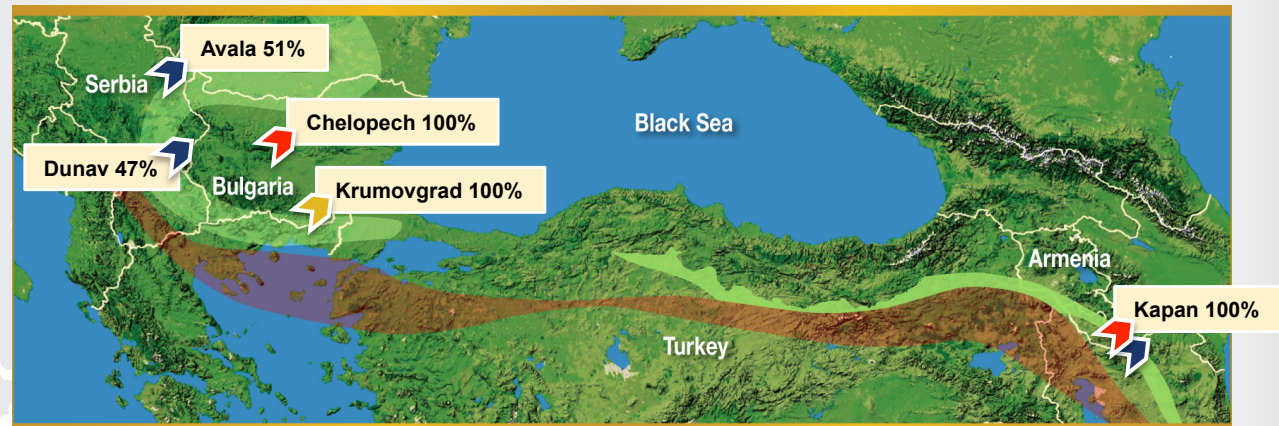 Avala 51%
Serbia
Chelopech 100%
Black Sea
Dunav 47%
Bulgaria
Krumovgrad 100%
Armenia
Kapan 100%
Turkey